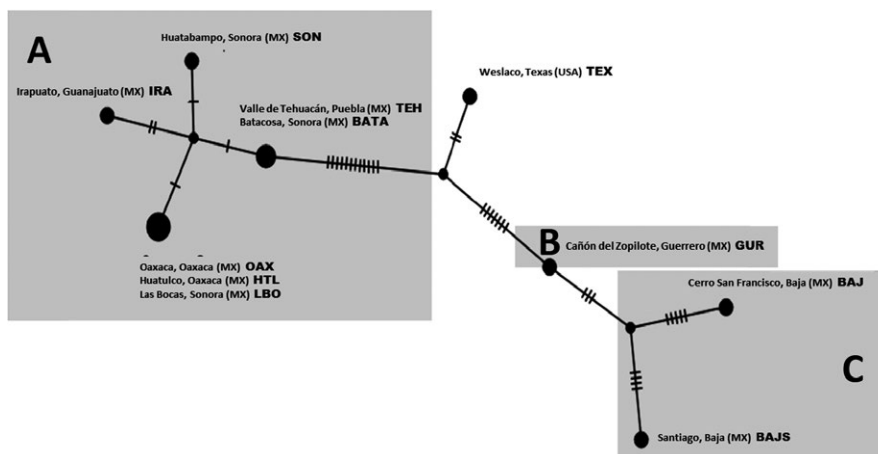 A
Huatabampo, Sonora (MX) SON
Irapuato, Guanajuato (MX) IRA
Valle de Tehuacán, Puebla (MX) TEH
Batacosa, Sonora (MX) BATA
Oaxaca, Oaxaca (MX) OAX
Huatulco, Oaxaca (MX) HTL
Las Bocas, Sonora (MX) LBO
Weslaco, Texas (USA) TEX
B
Cañón del Zopilote, Guerrero (MX) GUR
Cerro San Francisco, Baja (MX) BAJ
C
Santiago, Baja (MX) BAJS